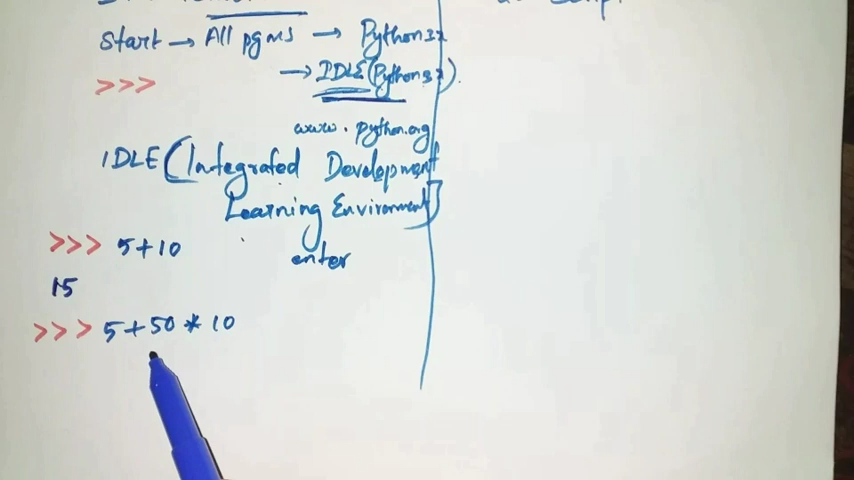 Start → All pgms → Python3x
→ IDLE (Python3x).
>>>
www.python.org
IDLE (Integrated Development
Learning Environment)
>>> 5+10
enter
15
>>> 5+50 * 10